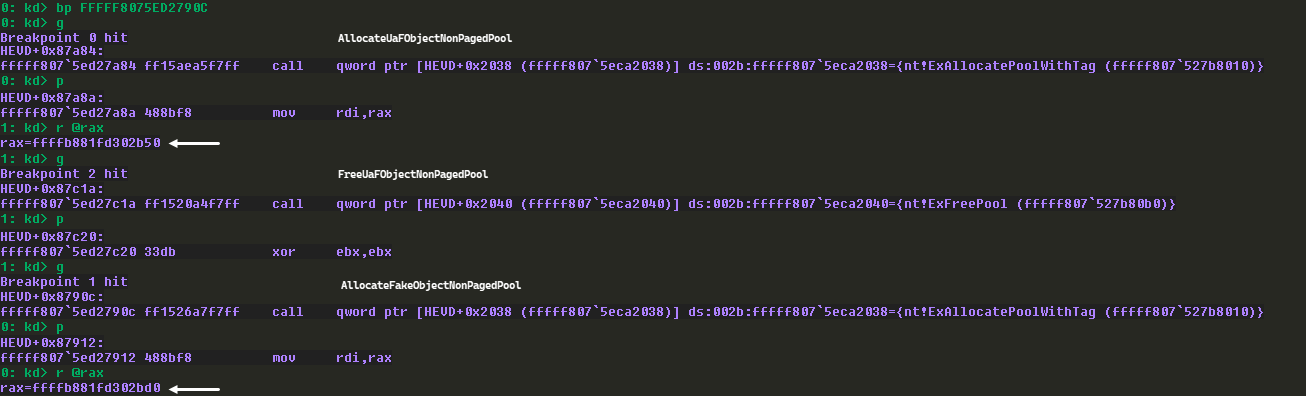 0: kd> bp FFFFF8075ED2790C
0: kd> g
Breakpoint 0 hit AllocateUaFObjectNonPagedPool
HEVD+0x87a84:
fffff807`5ed27a84 ff15aea5f7ff call qword ptr [HEVD+0x2038 (fffff807`5eca2038)] ds:002b:fffff807`5eca2038={nt!ExAllocatePoolWithTag (fffff807`527b8010)}
0: kd> p
HEVD+0x87a8a:
fffff807`5ed27a8a 488bf8 mov rdi,rax
1: kd> r @rax
rax=ffffb881fd302b50
1: kd> g
Breakpoint 2 hit FreeUaFObjectNonPagedPool
HEVD+0x87c1a:
fffff807`5ed27c1a ff1520a4f7ff call qword ptr [HEVD+0x2040 (fffff807`5eca2040)] ds:002b:fffff807`5eca2040={nt!ExFreePool (fffff807`527b80b0)}
1: kd> p
HEVD+0x87c20:
fffff807`5ed27c20 33db xor ebx,ebx
1: kd> g
Breakpoint 1 hit AllocateFakeObjectNonPagedPool
HEVD+0x8790c:
fffff807`5ed2790c ff1526a7f7ff call qword ptr [HEVD+0x2038 (fffff807`5eca2038)] ds:002b:fffff807`5eca2038={nt!ExAllocatePoolWithTag (fffff807`527b8010)}
0: kd> p
HEVD+0x87912:
fffff807`5ed27912 488bf8 mov rdi,rax
0: kd> r @rax
rax=ffffb881fd302bd0